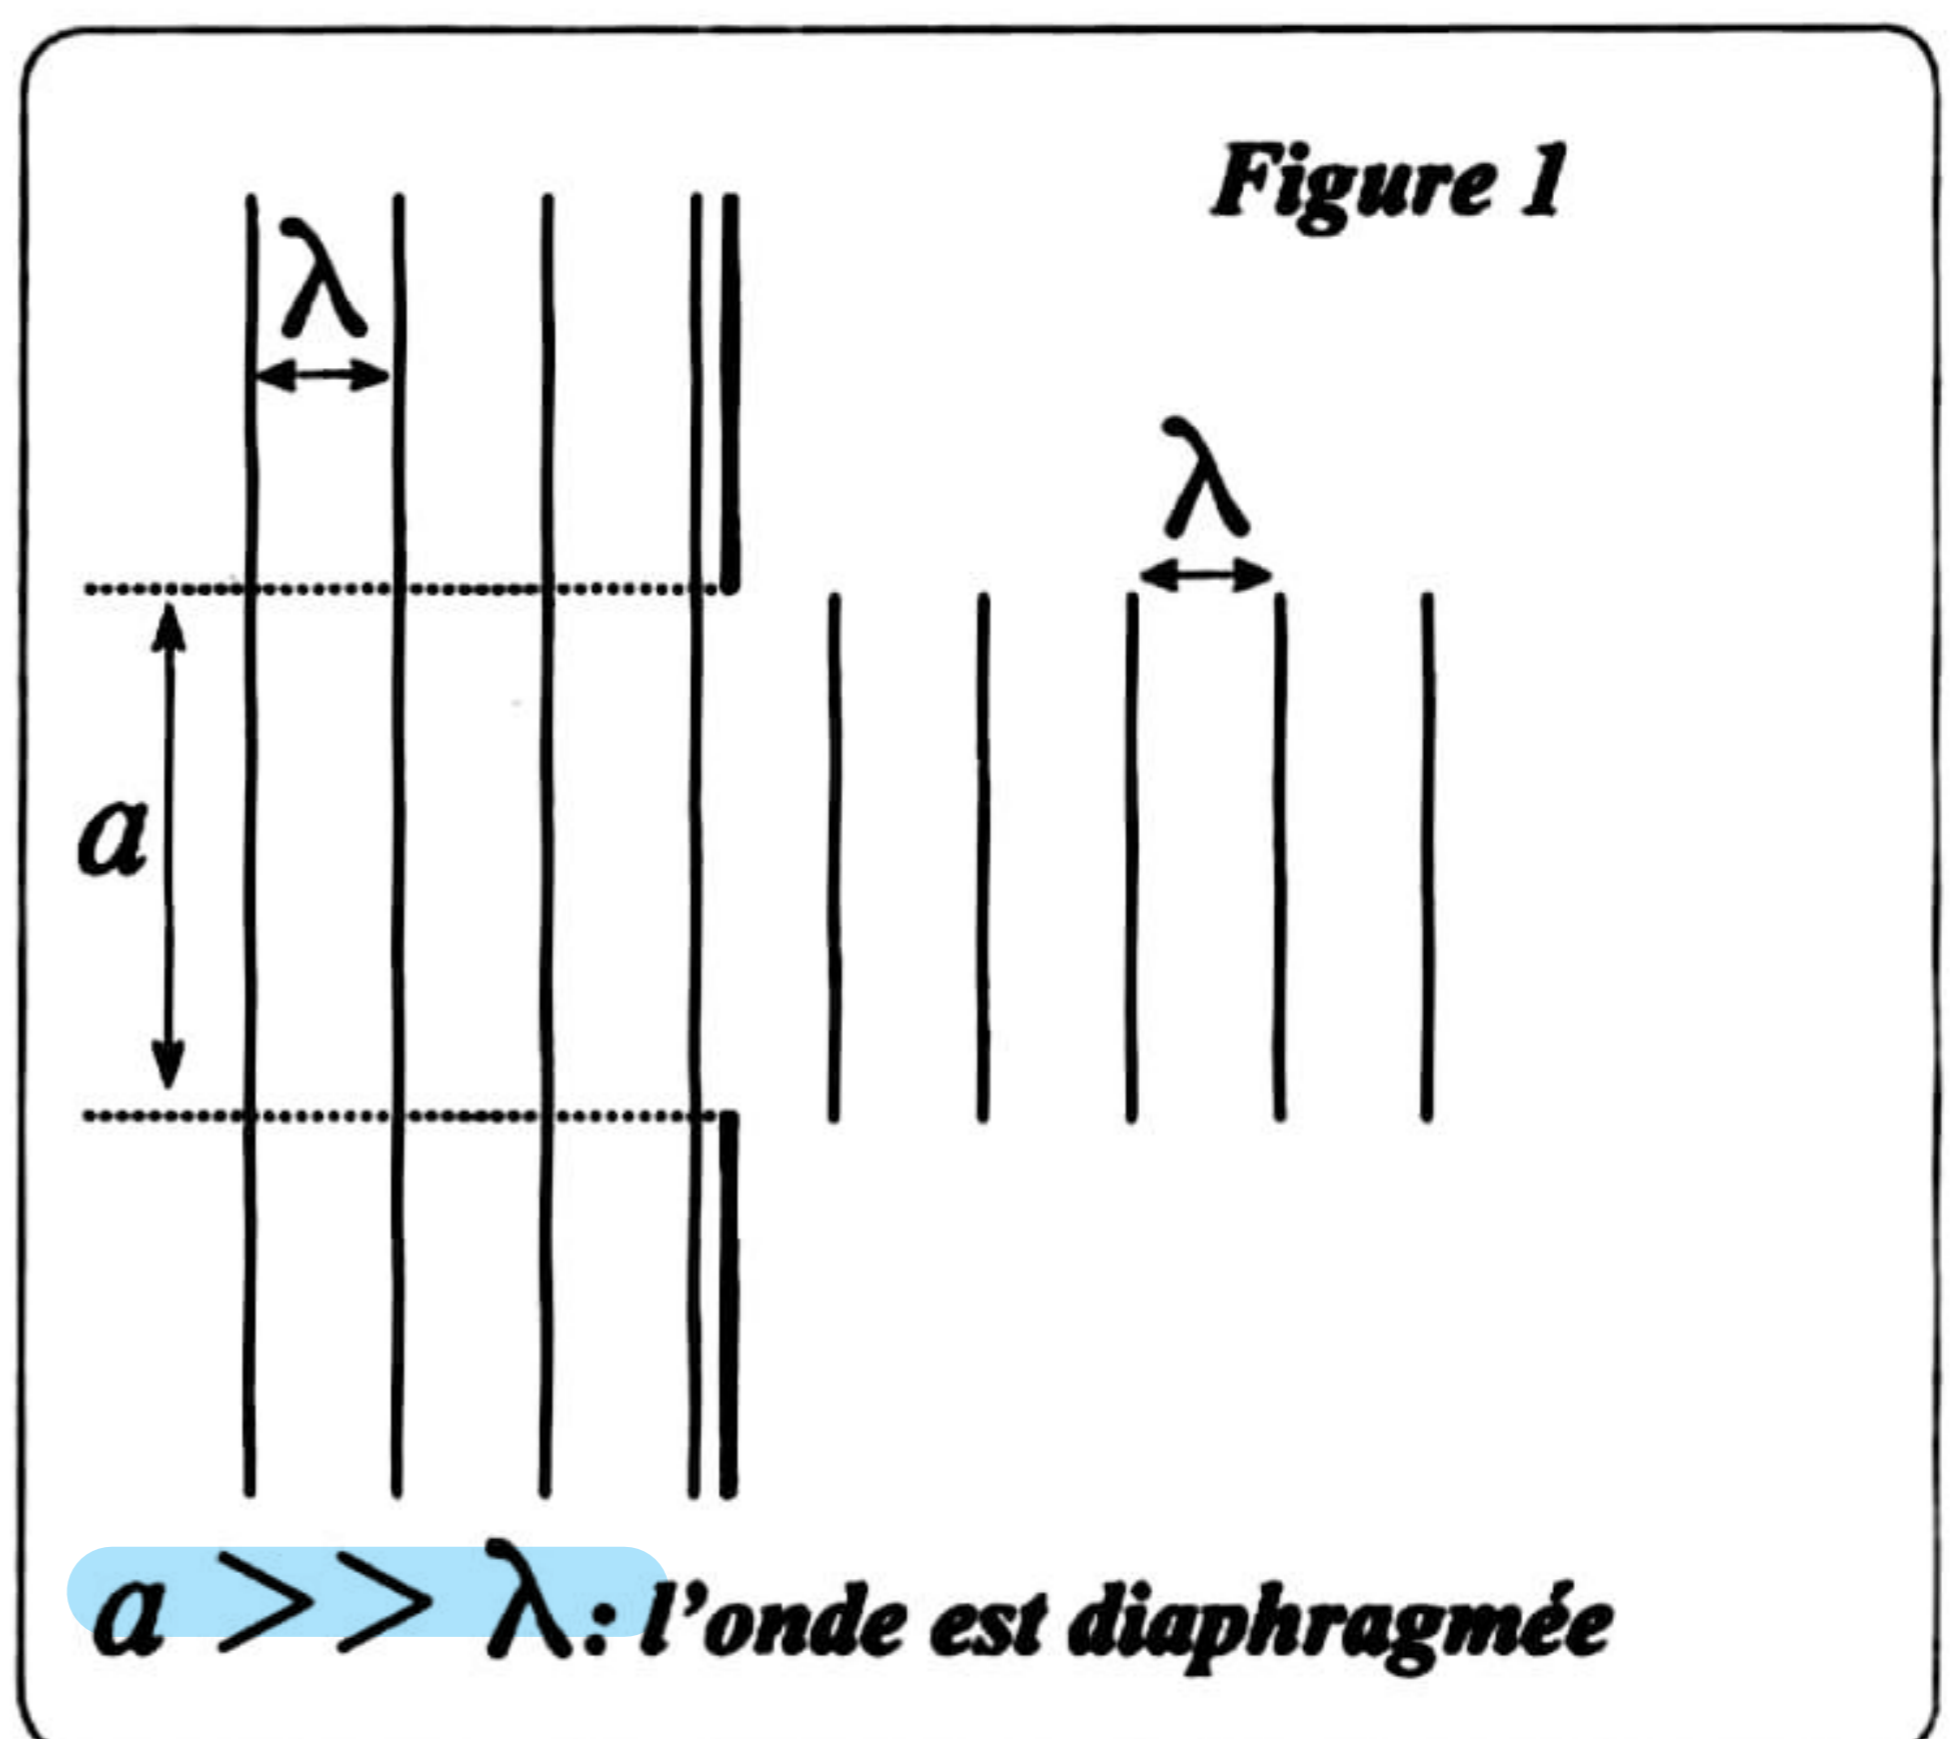 Figure 1
λ
λ
a
a >> λ: l'onde est diaphragmée